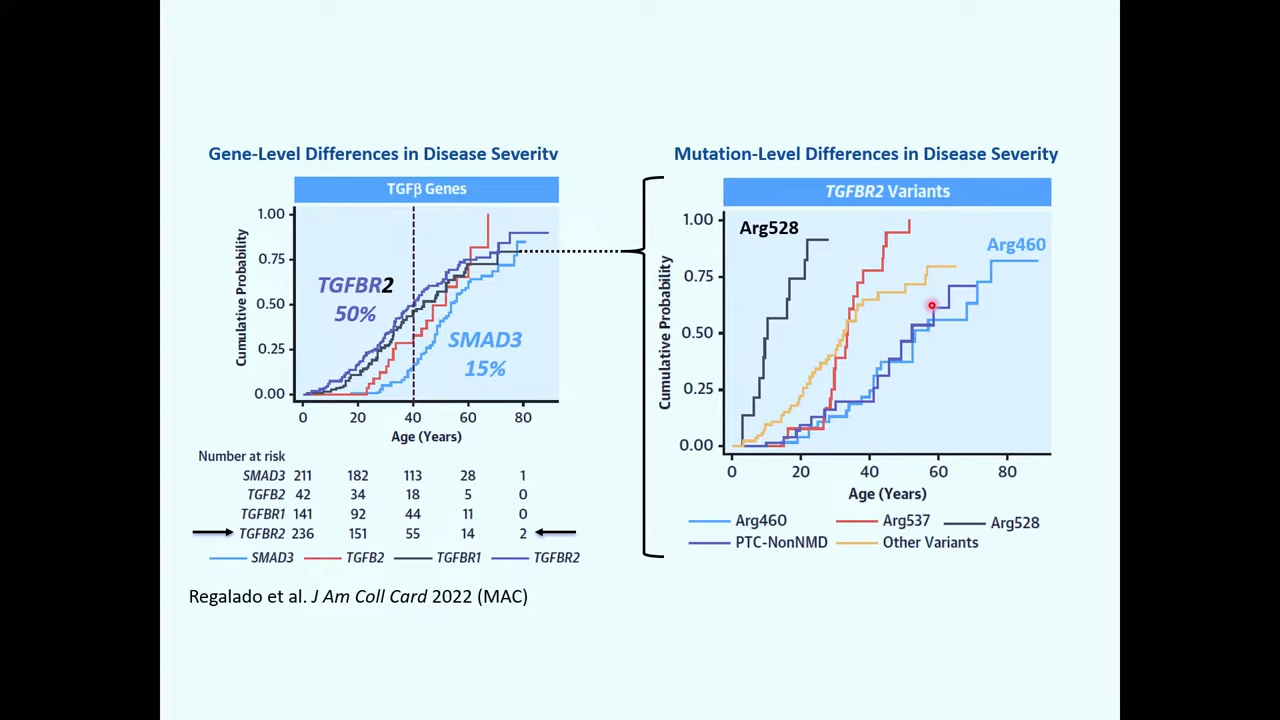 Gene-Level Differences in Disease Severity
TGFβ Genes
1.00
0.75
0.50
0.25
0.00
Cumulative Probability
TGFBR2
50%
SMAD3
15%
0 20 40 60 80
Age (Years)
Number at risk
SMAD3 211 182 113 28 1
TGFB2 42 34 18 5 0
TGFBR1 141 92 44 11 0
TGFBR2 236 151 55 14 2
SMAD3 TGFB2 TGFBR1 TGFBR2
Regalado et al. J Am Coll Card 2022 (MAC)
Mutation-Level Differences in Disease Severity
TGFBR2 Variants
1.00
0.75
0.50
0.25
0.00
Cumulative Probability
Arg528
Arg460
0 20 40 60 80
Age (Years)
Arg460 Arg537 Arg528
PTC-NonNMD Other Variants